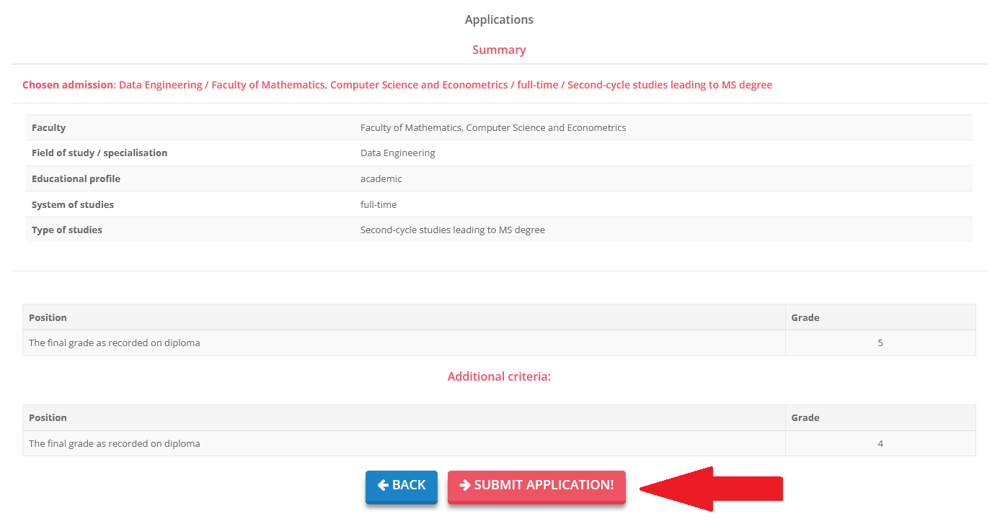 Applications
Summary
Chosen admission: Data Engineering / Faculty of Mathematics, Computer Science and Econometrics / full-time / Second-cycle studies leading to MS degree
Faculty Faculty of Mathematics, Computer Science and Econometrics
Field of study / specialisation Data Engineering
Educational profile academic
System of studies full-time
Type of studies Second-cycle studies leading to MS degree
Position Grade
The final grade as recorded on diploma 5
Additional criteria:
Position Grade
The final grade as recorded on diploma 4
BACK SUBMIT APPLICATION!